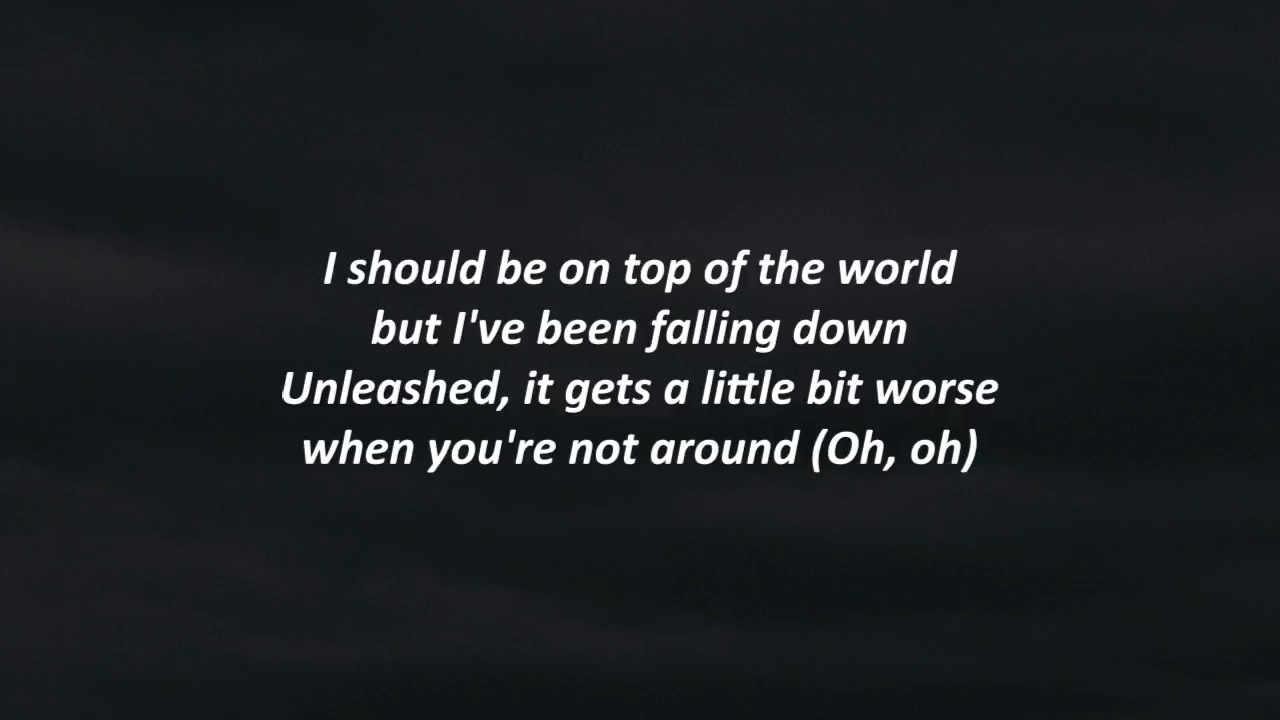 I should be on top of the world
but I've been falling down
Unleashed, it gets a little bit worse
when you're not around (Oh, oh)